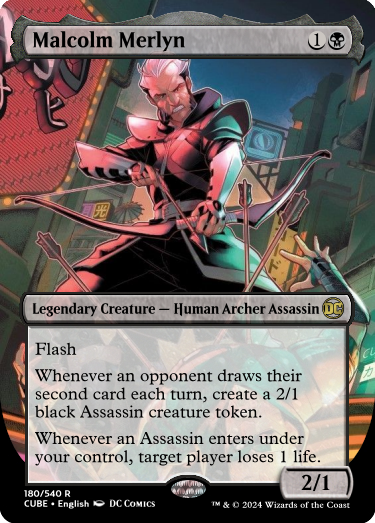 Malcolm Merlyn 1
Legendary Creature — Human Archer Assassin DC
Flash
Whenever an opponent draws their
second card each turn, create a 2/1
black Assassin creature token.
Whenever an Assassin enters under
your control, target player loses 1 life.
2/1
180/540 R
CUBE • English DC COMICS
™ & © 2024 Wizards of the Coast